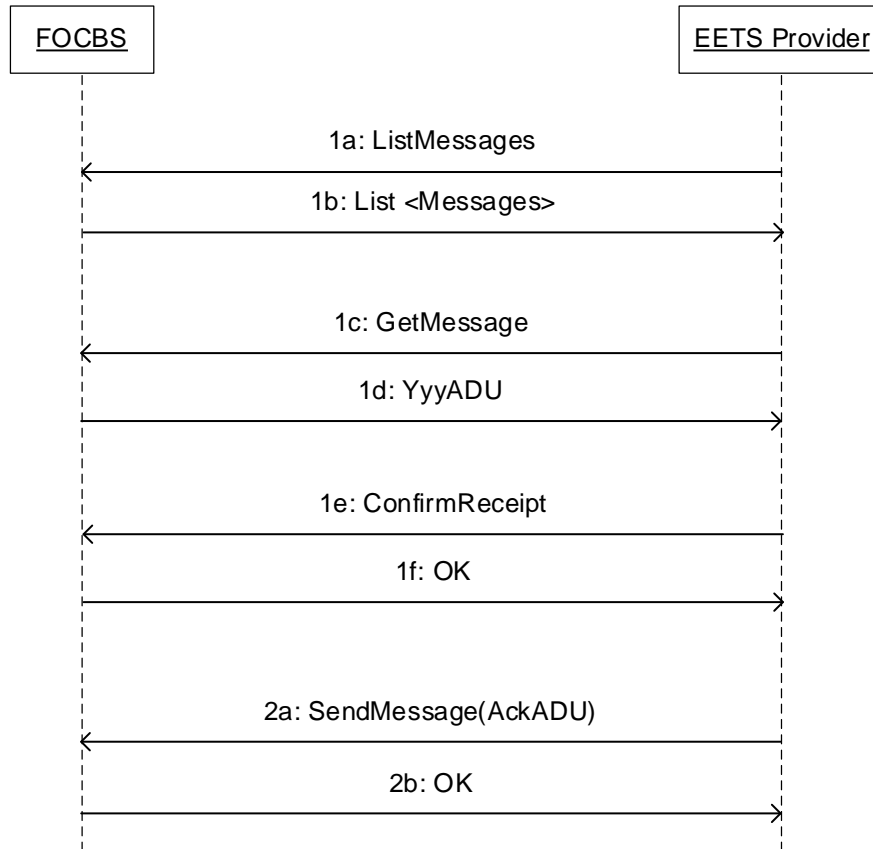 FOCBS
EETS Provider
1a: ListMessages
1b: List <Messages>
1c: GetMessage
1d: YyyADU
1e: ConfirmReceipt
1f: OK
2a: SendMessage(AckADU)
2b: OK